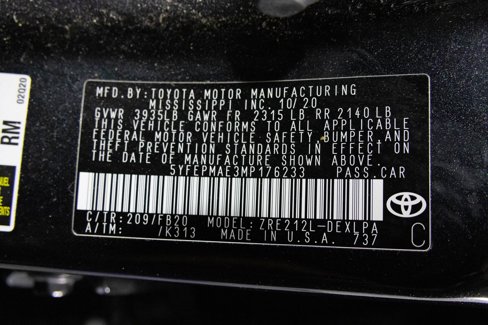 MFD.BY:TOYOTA MOTOR MANUFACTURING
MISSISSIPPI INC. 10/20
GVWR 3935LB GAWR FR 2315 LB RR 2140 LB
THIS VEHICLE CONFORMS TO ALL APPLICABLE
FEDERAL MOTOR VEHICLE SAFETY, BUMPER, AND
THEFT PREVENTION STANDARDS IN EFFECT ON
THE DATE OF MANUFACTURE SHOWN ABOVE.
5YFEPMAE3MP176233 PASS.CAR
C/TR: 209/FB20 MODEL: ZRE212L-DEXLPA
A/TM: /K313 MADE IN U.S.A. 737
C
02020
RM